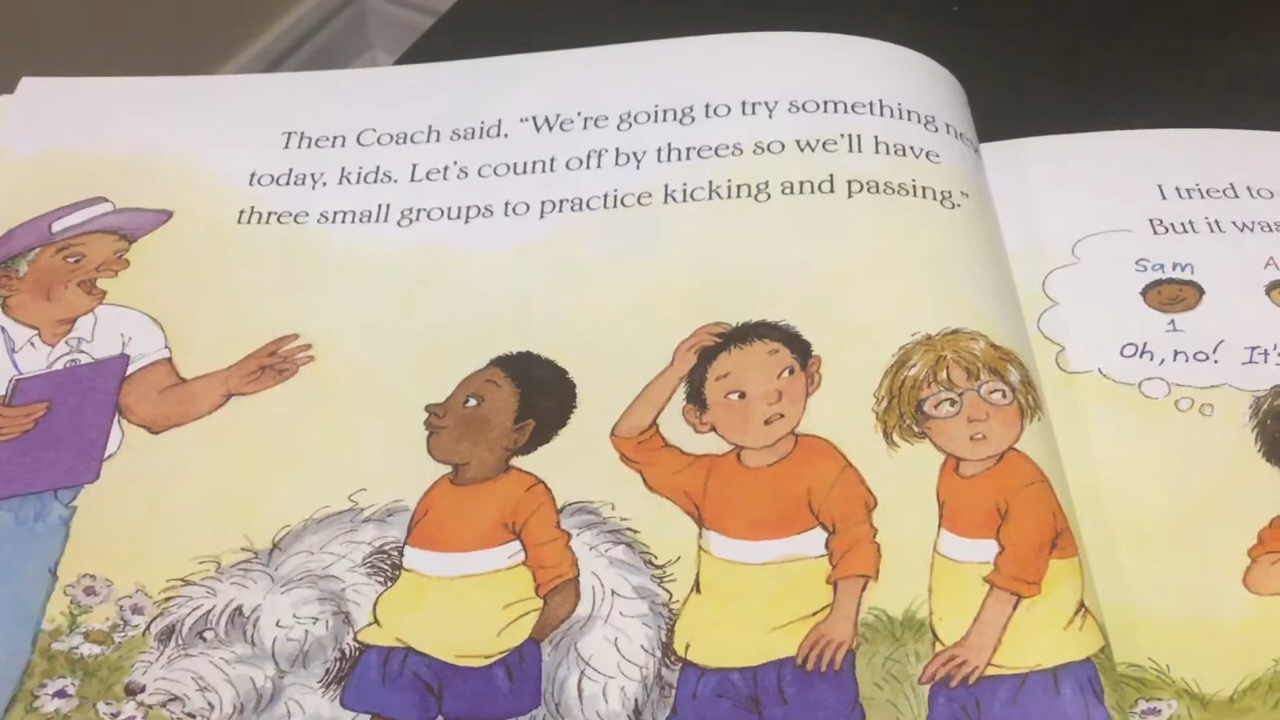 Then Coach said, “We’re going to try something
today, kids. Let’s count off by threes so we’ll have
three small groups to practice kicking and passing.”
I tried to
But it was
Sam
1
Oh, no!